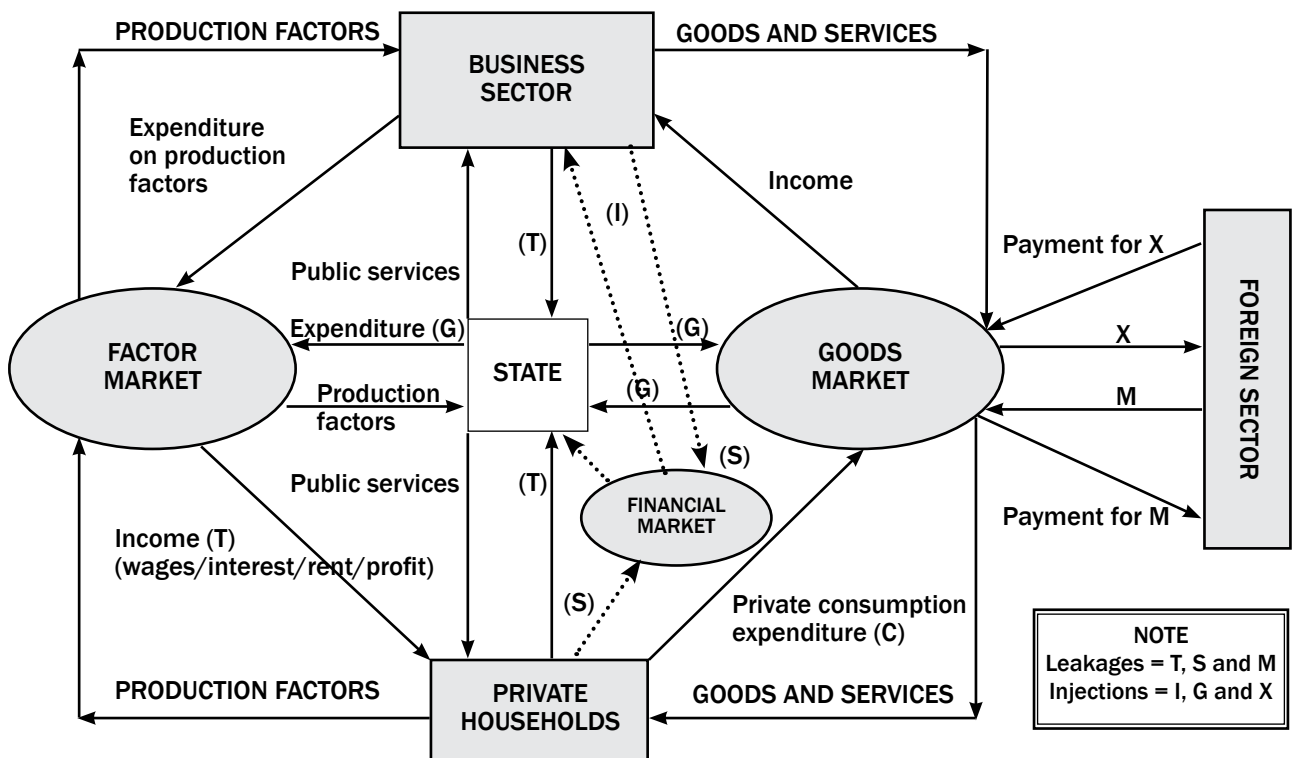 PRODUCTION FACTORS
BUSINESS
SECTOR
GOODS AND SERVICES
Expenditure
on production
factors
Income
(I)
(T)
Payment for X
Public services
FOREIGN SECTOR
FACTOR
MARKET
Expenditure (G)
STATE
(G)
GOODS
MARKET
X
Production
factors
(G)
M
Public services
(T)
(S)
FINANCIAL
MARKET
Payment for M
Income (T)
(wages/interest/rent/profit)
(S)
Private consumption
expenditure (C)
PRODUCTION FACTORS
PRIVATE
HOUSEHOLDS
GOODS AND SERVICES
NOTE
Leakages = T, S and M
Injections = I, G and X